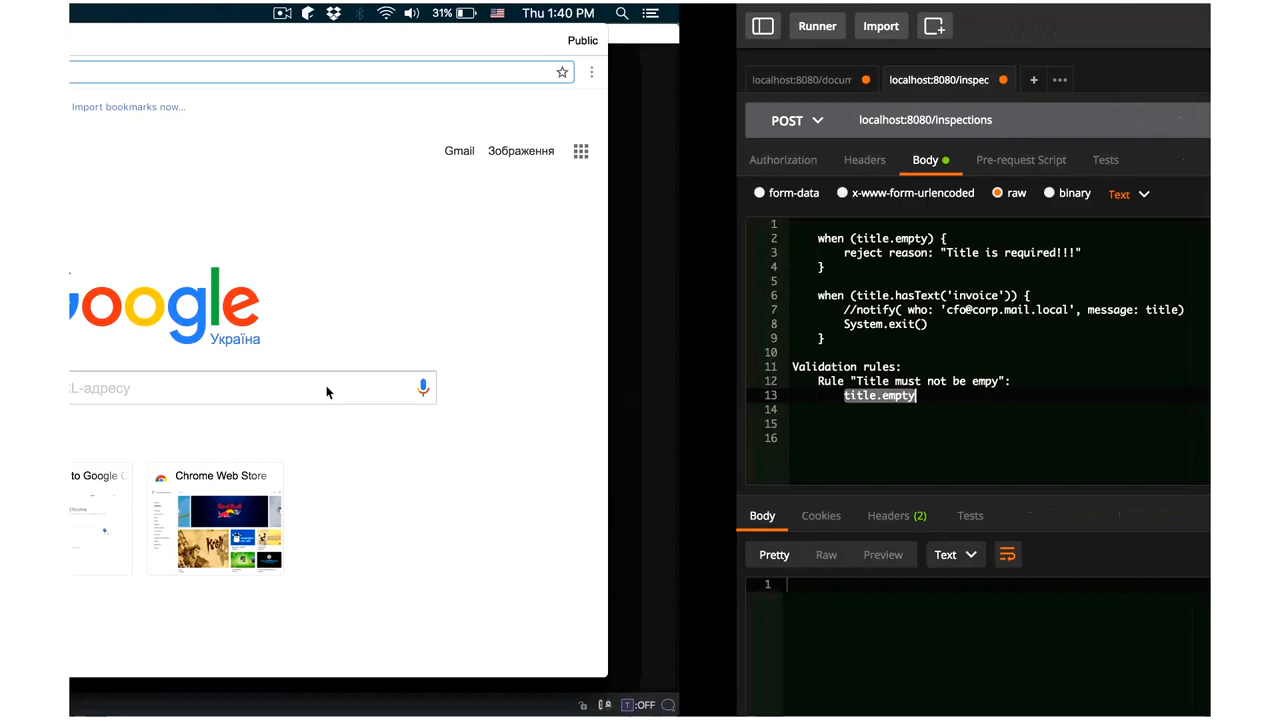 31%
Thu 1:40 PM
Public
Import bookmarks now...
Gmail
Зображення
Google
Україна
L-адресу
to Google C
Chrome Web Store
:OFF
Runner
Import
localhost:8080/docum
localhost:8080/inspec
POST
localhost:8080/inspections
Authorization
Headers
Body
Pre-request Script
Tests
form-data
x-www-form-urlencoded
raw
binary
Text
1
2 when (title.empty) {
3 reject reason: "Title is required!!!"
4 }
5
6 when (title.hasText('invoice')) {
7 //notify( who: 'cfo@corp.mail.local', message: title)
8 System.exit()
9 }
10
11 Validation rules:
12 Rule "Title must not be empy":
13 title.empty
14
15
16
Body
Cookies
Headers (2)
Tests
Pretty
Raw
Preview
Text
1